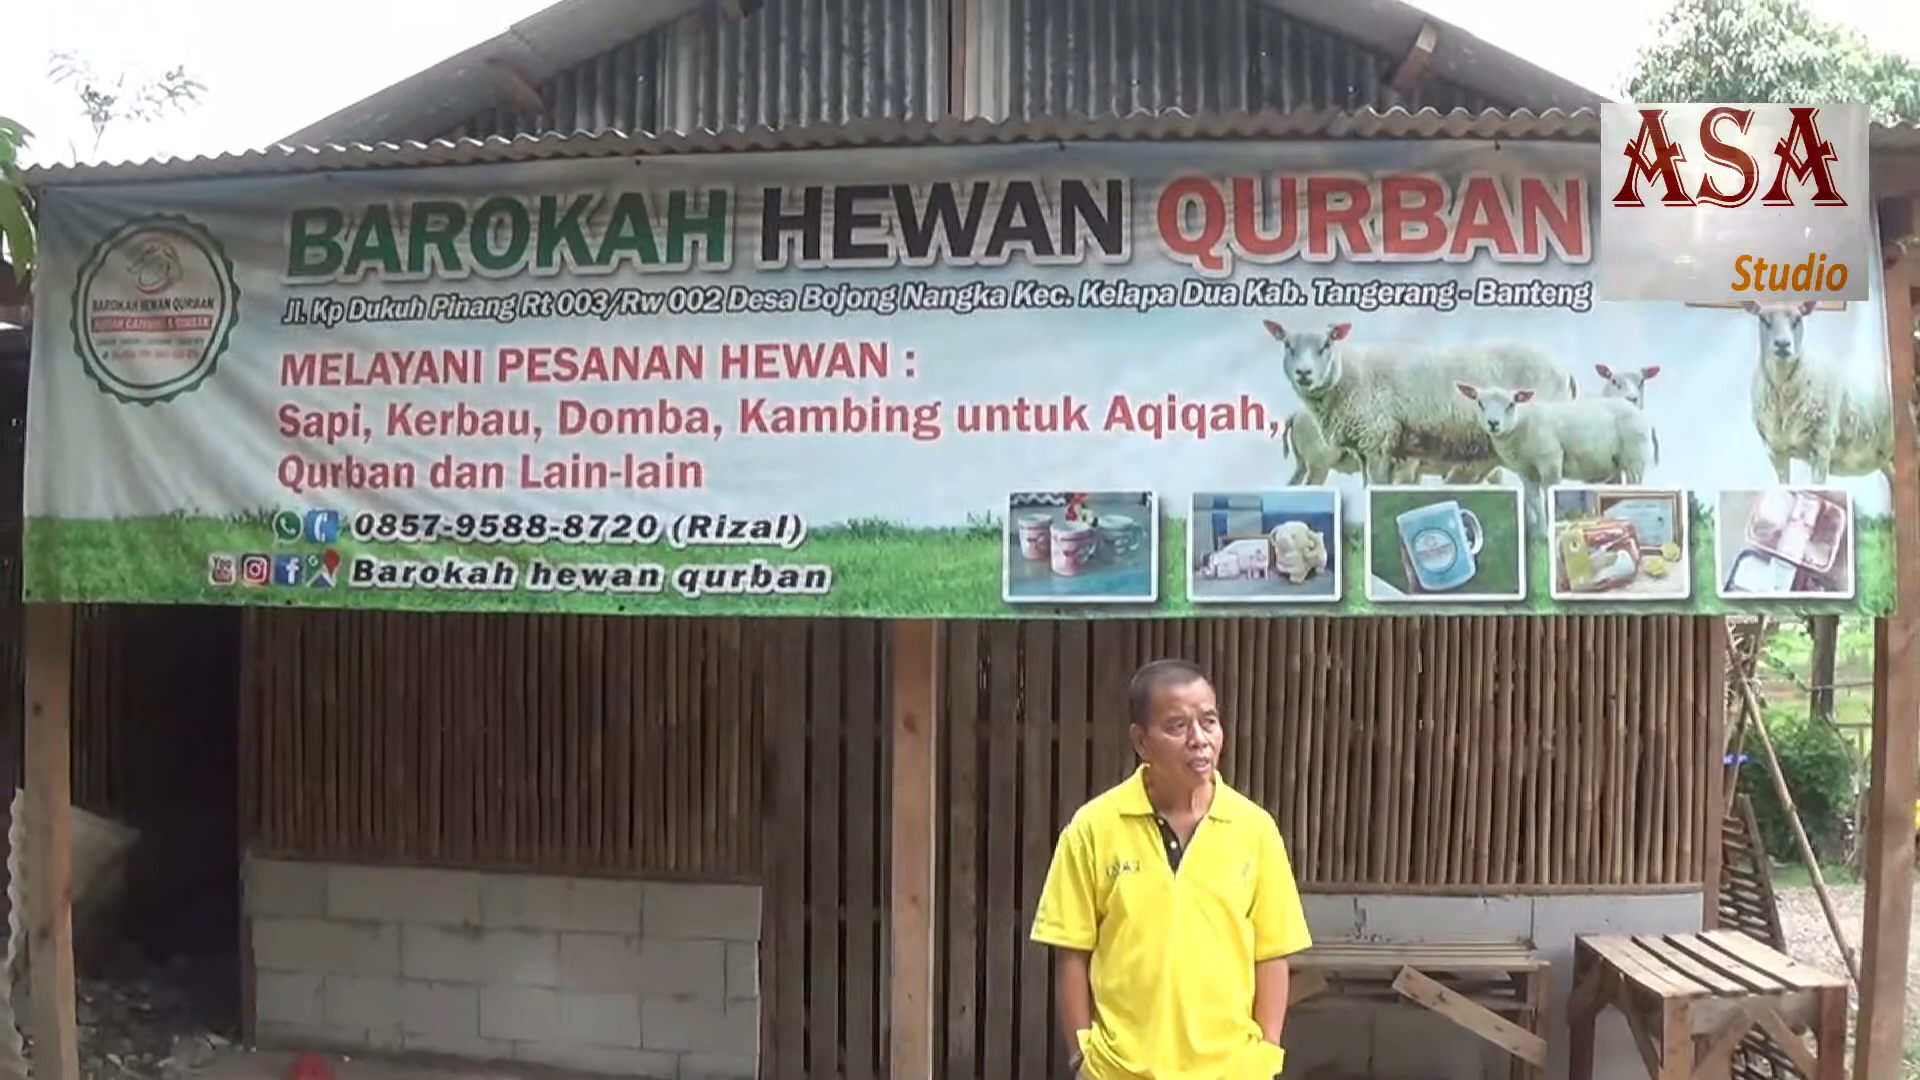 BAROKAH HEWAN QURBAN
Jl. Kp Dukuh Pinang Rt 003/Rw 002 Desa Bojong Nangka Kec. Kelapa Dua Kab. Tangerang - Banteng
MELAYANI PESANAN HEWAN :
Sapi, Kerbau, Domba, Kambing untuk Aqiqah,
Qurban dan Lain-lain
0857-9588-8720 (Rizal)
Barokah hewan qurban
BAROKAH HEWAN QURBAN
ASA
Studio